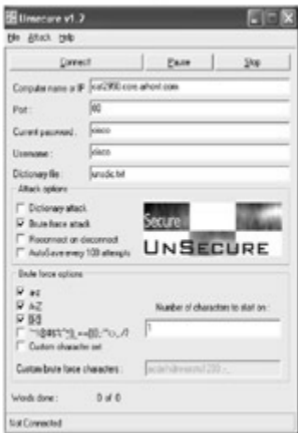 Unsecure v1.2
File Attack Help
Connect Pause Stop
Computer name or IP
Port : 80
Current password : cisco
Username : cisco
Dictionary file :
Attack options
Dictionary attack
Brute force attack
Reconnect on disconnect
AutoSave every 100 attempts
Secure
UNSECURE
Brute force options
a-z
A-Z
Number of characters to start on :
1
Custom character set
Custom brute force characters :
Words done : 0 of 0
Not Connected